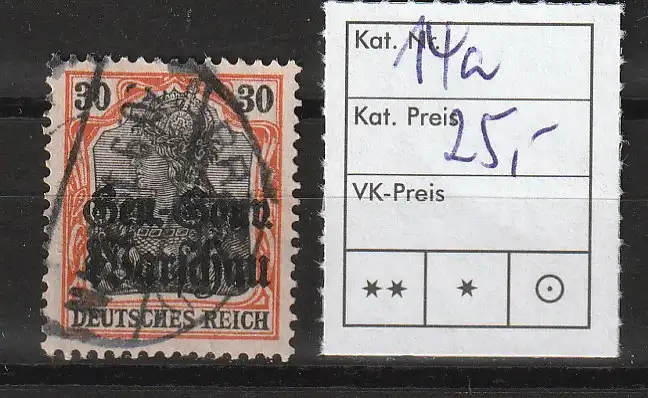 30 30
Gen.-Gouv.
Warschau
DEUTSCHES REICH
Kat. Nr. 14a
Kat. Preis 25,-
VK-Preis
** * ⊙